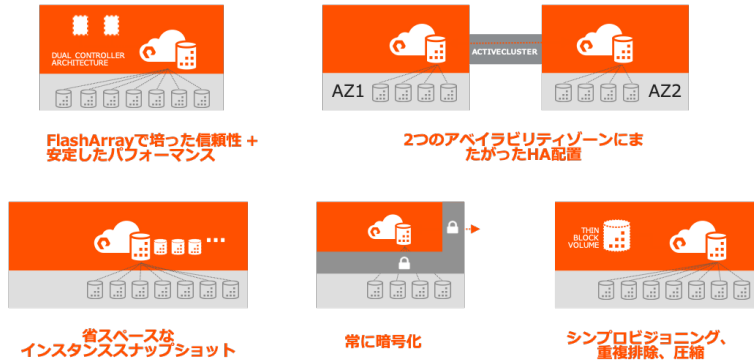 DUAL CONTROLLER
ARCHITECTURE
FlashArrayで培った信頼性 +
安定したパフォーマンス
ACTIVECLUSTER
AZ1
AZ2
2つのアベイラビリティゾーンにま
たがったHA配置
省スペースな
インスタンススナップショット
常に暗号化
THIN
BLOCK
VOLUME
シンプロビジョニング、
重複排除、圧縮